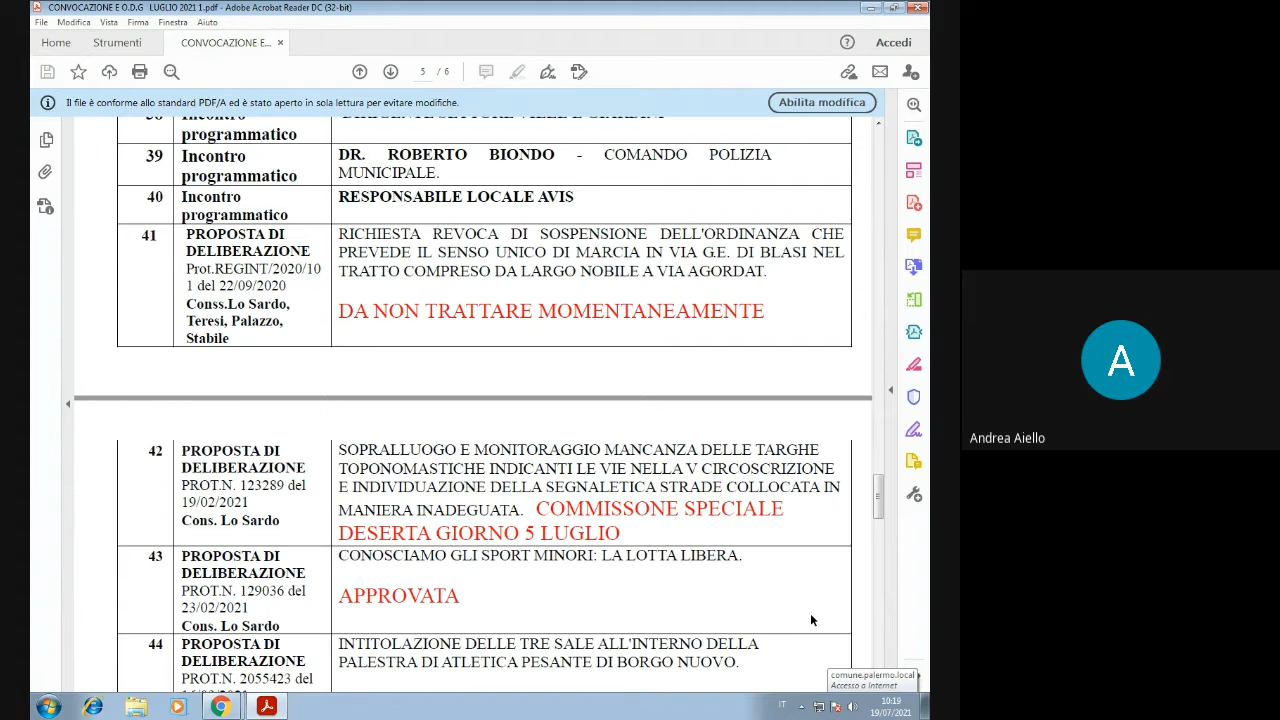 CONVOCAZIONE E O.D.G LUGLIO 2021 1.pdf - Adobe Acrobat Reader DC (32-bit)
File Modifica Vista Firma Finestra Aiuto
Home Strumenti CONVOCAZIONE E... × Accedi
5 / 6
Il file è conforme allo standard PDF/A ed è stato aperto in sola lettura per evitare modifiche.
Abilita modifica
programmatico
39 Incontro programmatico
DR. ROBERTO BIONDO - COMANDO POLIZIA
MUNICIPALE.
40 Incontro programmatico
RESPONSABILE LOCALE AVIS
41 PROPOSTA DI
DELIBERAZIONE
Prot.REGINT/2020/10
1 del 22/09/2020
Conss.Lo Sardo,
Teresi, Palazzo,
Stabile
RICHIESTA REVOCA DI SOSPENSIONE DELL'ORDINANZA CHE
PREVEDE IL SENSO UNICO DI MARCIA IN VIA G.E. DI BLASI NEL
TRATTO COMPRESO DA LARGO NOBILE A VIA AGORDAT.
DA NON TRATTARE MOMENTANEAMENTE
42 PROPOSTA DI
DELIBERAZIONE
PROT.N. 123289 del
19/02/2021
Cons. Lo Sardo
SOPRALLUOGO E MONITORAGGIO MANCANZA DELLE TARGHE
TOPONOMASTICHE INDICANTI LE VIE NELLA V CIRCOSCRIZIONE
E INDIVIDUAZIONE DELLA SEGNALETICA STRADE COLLOCATA IN
MANIERA INADEGUATA. COMMISSONE SPECIALE
DESERTA GIORNO 5 LUGLIO
43 PROPOSTA DI
DELIBERAZIONE
PROT.N. 129036 del
23/02/2021
Cons. Lo Sardo
CONOSCIAMO GLI SPORT MINORI: LA LOTTA LIBERA.
APPROVATA
44 PROPOSTA DI
DELIBERAZIONE
PROT.N. 2055423 del
INTITOLAZIONE DELLE TRE SALE ALL'INTERNO DELLA
PALESTRA DI ATLETICA PESANTE DI BORGO NUOVO.
comune.palermo.local
Accesso a Internet
IT
10:19
19/07/2021
A
Andrea Aiello